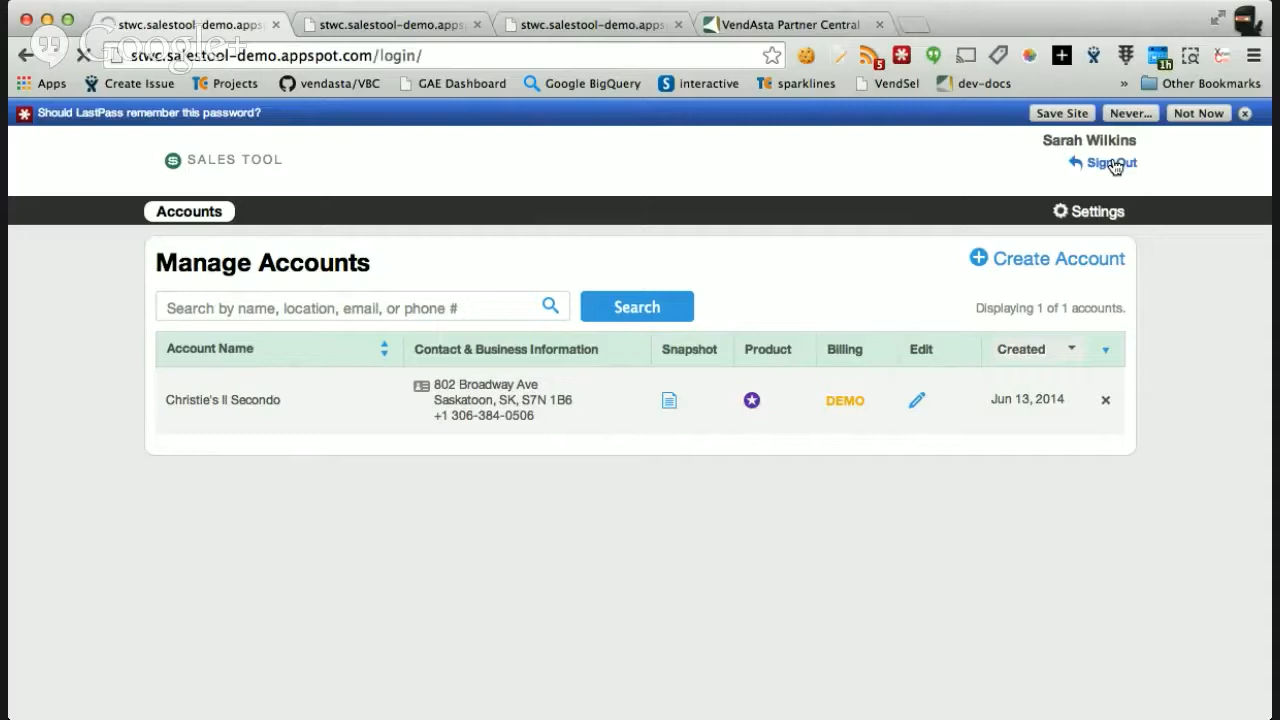 stwc.salestool-demo.apps
stwc.salestool-demo.apps
stwc.salestool-demo.apps
VendAsta Partner Central
Google+
stwc.salestool-demo.appspot.com/login/
5
1h
Apps
Create Issue
Projects
vendasta/VBC
GAE Dashboard
Google BigQuery
interactive
sparklines
VendSel
dev-docs
»
Other Bookmarks
Should LastPass remember this password?
Save Site
Never...
Not Now
Sarah Wilkins
SALES TOOL
Sign Out
Accounts
Settings
Manage Accounts
Create Account
Search by name, location, email, or phone #
Search
Displaying 1 of 1 accounts.
Account Name
Contact & Business Information
Snapshot
Product
Billing
Edit
Created
Christie's Il Secondo
802 Broadway Ave
Saskatoon, SK, S7N 1B6
+1 306-384-0506
DEMO
Jun 13, 2014